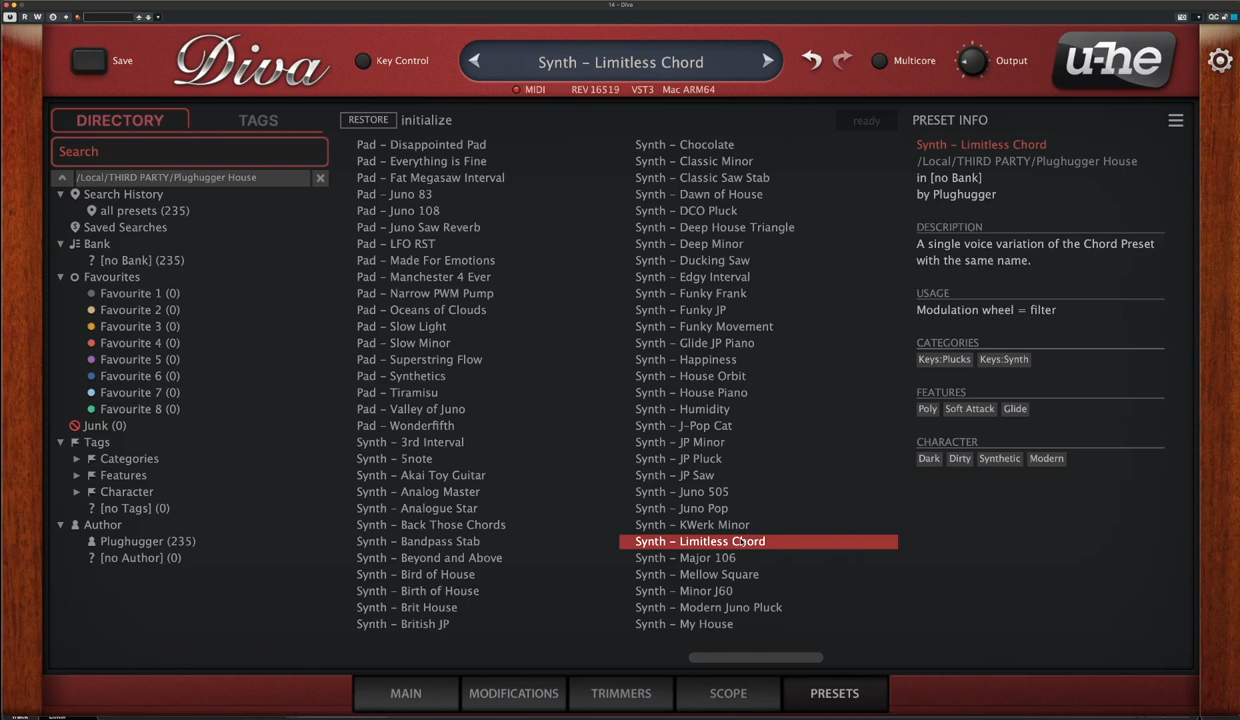 14 - Diva
R W
QC
Save
Diva
Key Control
Synth – Limitless Chord
Multicore
Output
u-he
MIDI REV 16519 VST3 Mac ARM64
DIRECTORY TAGS
Search
/Local/THIRD PARTY/Plughugger House
Search History
all presets (235)
Saved Searches
Bank
? [no Bank] (235)
Favourites
Favourite 1 (0)
Favourite 2 (0)
Favourite 3 (0)
Favourite 4 (0)
Favourite 5 (0)
Favourite 6 (0)
Favourite 7 (0)
Favourite 8 (0)
Junk (0)
Tags
Categories
Features
Character
? [no Tags] (0)
Author
Plughugger (235)
? [no Author] (0)
RESTORE initialize
ready
Pad – Disappointed Pad
Pad – Everything is Fine
Pad – Fat Megasaw Interval
Pad – Juno 83
Pad – Juno 108
Pad – Juno Saw Reverb
Pad – LFO RST
Pad – Made For Emotions
Pad – Manchester 4 Ever
Pad – Narrow PWM Pump
Pad – Oceans of Clouds
Pad – Slow Light
Pad – Slow Minor
Pad – Superstring Flow
Pad – Synthetics
Pad – Tiramisu
Pad – Valley of Juno
Pad – Wonderfifth
Synth – 3rd Interval
Synth – 5note
Synth – Akai Toy Guitar
Synth – Analog Master
Synth – Analogue Star
Synth – Back Those Chords
Synth – Bandpass Stab
Synth – Beyond and Above
Synth – Bird of House
Synth – Birth of House
Synth – Brit House
Synth – British JP
Synth – Chocolate
Synth – Classic Minor
Synth – Classic Saw Stab
Synth – Dawn of House
Synth – DCO Pluck
Synth – Deep House Triangle
Synth – Deep Minor
Synth – Ducking Saw
Synth – Edgy Interval
Synth – Funky Frank
Synth – Funky JP
Synth – Funky Movement
Synth – Glide JP Piano
Synth – Happiness
Synth – House Orbit
Synth – House Piano
Synth – Humidity
Synth – J-Pop Cat
Synth – JP Minor
Synth – JP Pluck
Synth – JP Saw
Synth – Juno 505
Synth – Juno Pop
Synth – KWerk Minor
Synth – Limitless Chord
Synth – Major 106
Synth – Mellow Square
Synth – Minor J60
Synth – Modern Juno Pluck
Synth – My House
PRESET INFO
Synth – Limitless Chord
/Local/THIRD PARTY/Plughugger House
in [no Bank]
by Plughugger
DESCRIPTION
A single voice variation of the Chord Preset
with the same name.
USAGE
Modulation wheel = filter
CATEGORIES
Keys:Plucks Keys:Synth
FEATURES
Poly Soft Attack Glide
CHARACTER
Dark Dirty Synthetic Modern
MAIN MODIFICATIONS TRIMMERS SCOPE PRESETS